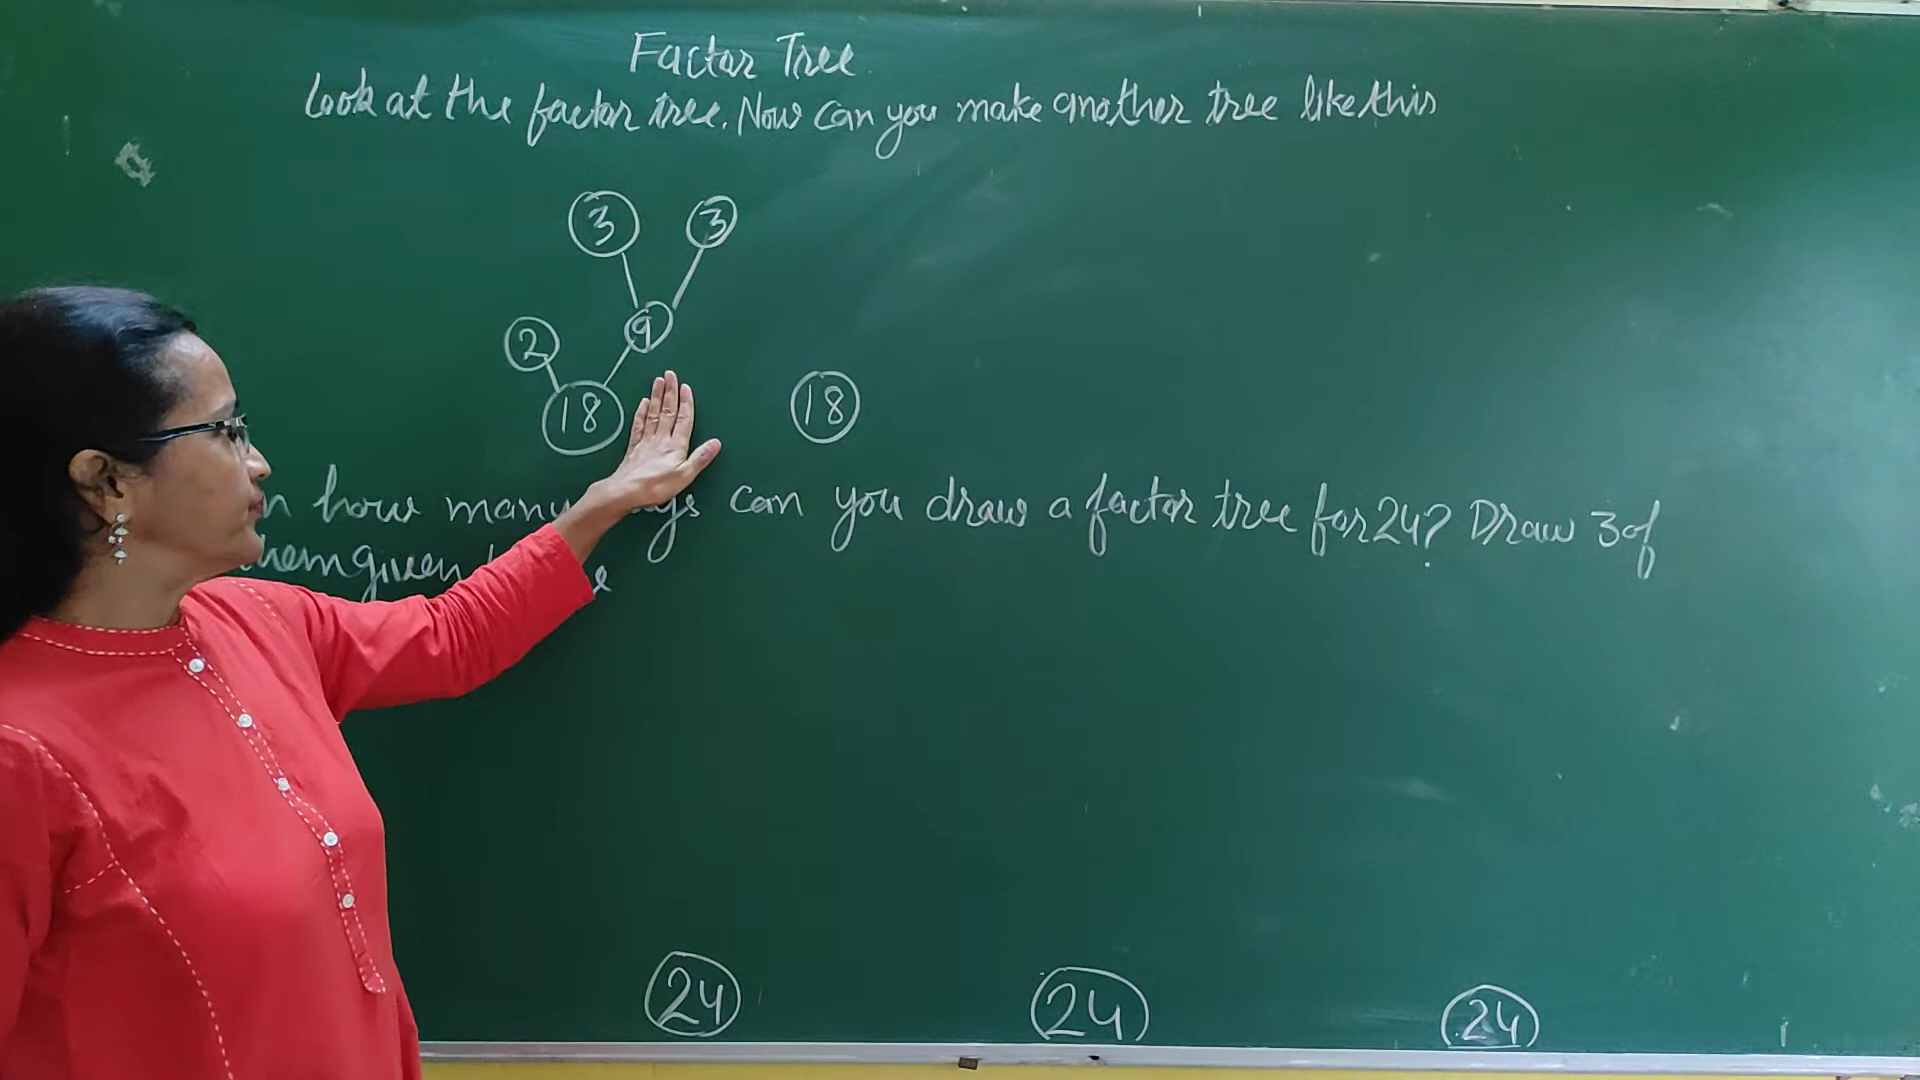 Factor Tree
Look at the factor tree. Now can you make another tree like this
3 3
2 9
18 18
how many can you draw a factor tree for 24? Draw 3 of
given
24 24 24